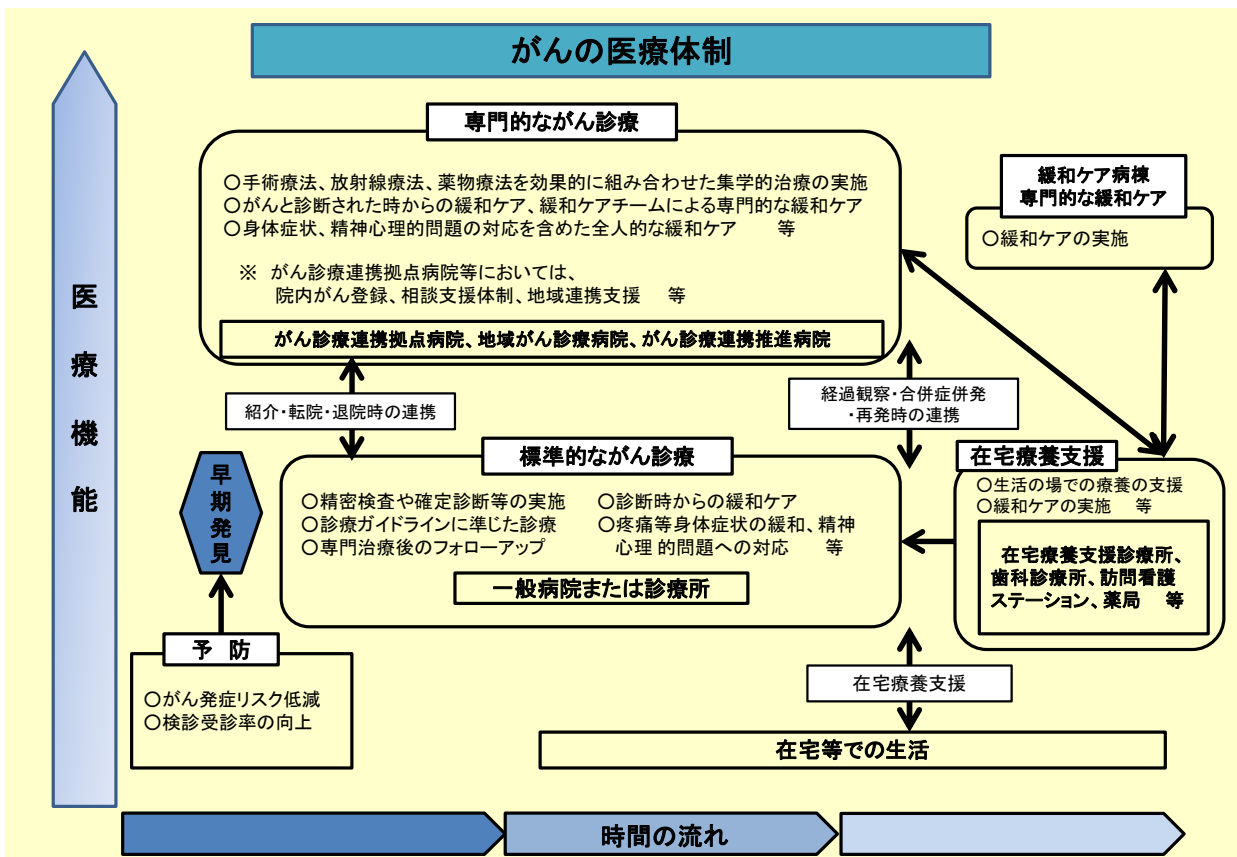 がんの医療体制
医療機能
専門的ながん診療
○手術療法、放射線療法、薬物療法を効果的に組み合わせた集学的治療の実施
○がんと診断された時からの緩和ケア、緩和ケアチームによる専門的な緩和ケア
○身体症状、精神心理的問題の対応を含めた全人的な緩和ケア　　等
※　がん診療連携拠点病院等においては、
院内がん登録、相談支援体制、地域連携支援　等
がん診療連携拠点病院、地域がん診療病院、がん診療連携推進病院
緩和ケア病棟
専門的な緩和ケア
○緩和ケアの実施
紹介・転院・退院時の連携
経過観察・合併症併発
・再発時の連携
早期発見
標準的ながん診療
○精密検査や確定診断等の実施
○診療ガイドラインに準じた診療
○専門治療後のフォローアップ
○診断時からの緩和ケア
○疼痛等身体症状の緩和、精神
心理 的問題への対応　　等
一般病院または診療所
在宅療養支援
○生活の場での療養の支援
○緩和ケアの実施　等
在宅療養支援診療所、
歯科診療所、訪問看護
ステーション、薬局　等
予 防
○がん発症リスク低減
○検診受診率の向上
在宅療養支援
在宅等での生活
時間の流れ